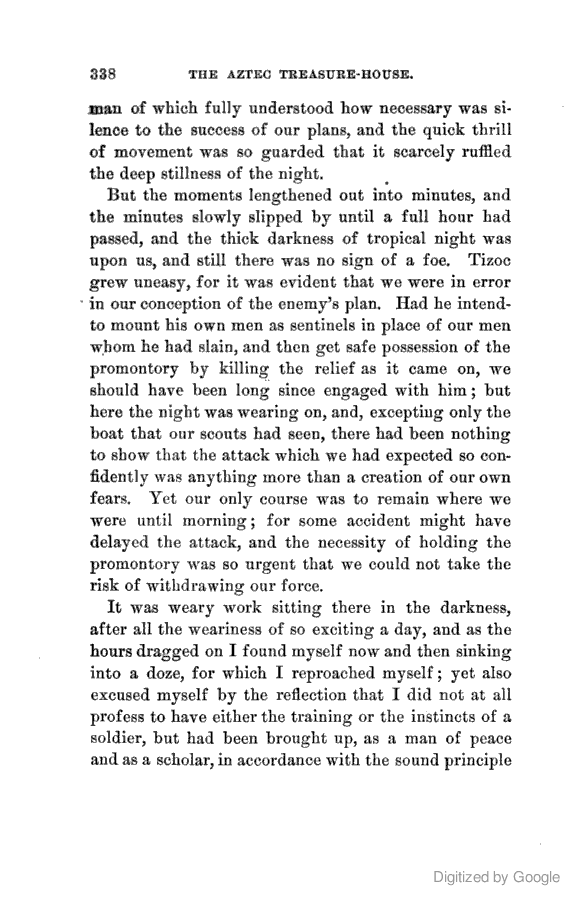 338 THE AZTEC TREASURE-HOUSE.
man of which fully understood how necessary was si-
lence to the success of our plans, and the quick thrill
of movement was so guarded that it scarcely ruffled
the deep stillness of the night.
But the moments lengthened out into minutes, and
the minutes slowly slipped by until a full hour had
passed, and the thick darkness of tropical night was
upon us, and still there was no sign of a foe. Tizoc
grew uneasy, for it was evident that we were in error
in our conception of the enemy's plan. Had he intend-
to mount his own men as sentinels in place of our men
whom he had slain, and then get safe possession of the
promontory by killing the relief as it came on, we
should have been long since engaged with him; but
here the night was wearing on, and, excepting only the
boat that our scouts had seen, there had been nothing
to show that the attack which we had expected so con-
fidently was anything more than a creation of our own
fears. Yet our only course was to remain where we
were until morning; for some accident might have
delayed the attack, and the necessity of holding the
promontory was so urgent that we could not take the
risk of withdrawing our force.
It was weary work sitting there in the darkness,
after all the weariness of so exciting a day, and as the
hours dragged on I found myself now and then sinking
into a doze, for which I reproached myself; yet also
excused myself by the reflection that I did not at all
profess to have either the training or the instincts of a
soldier, but had been brought up, as a man of peace
and as a scholar, in accordance with the sound principle
Digitized by Google